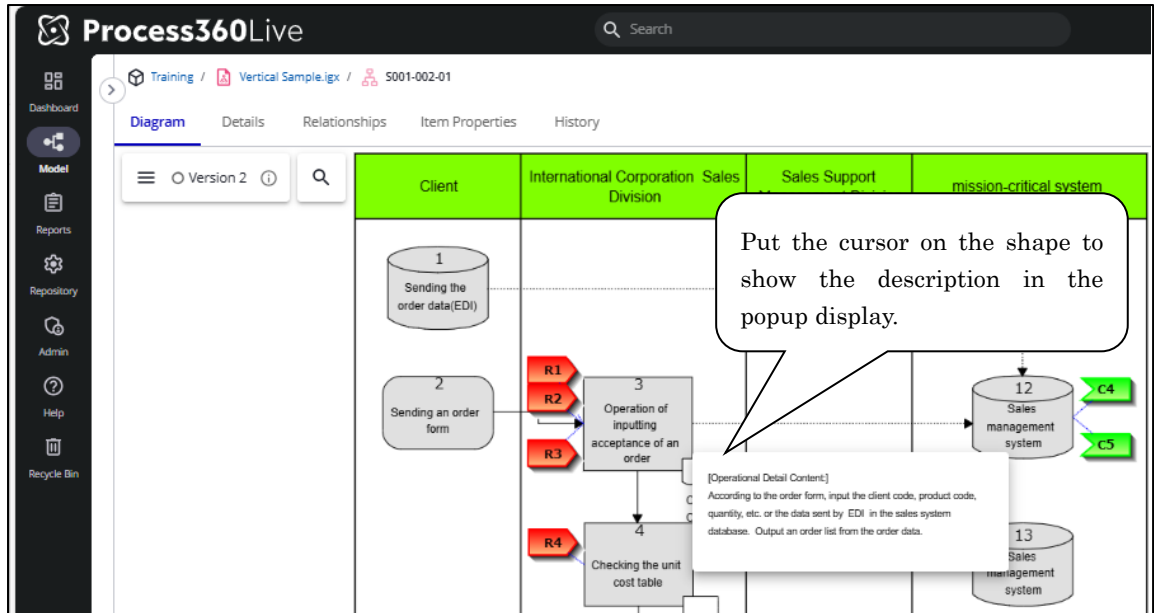 Process360Live
Search
Dashboard
Model
Reports
Repository
Admin
Help
Recycle Bin
Training / Vertical Sample.igx / S001-002-01
Diagram Details Relationships Item Properties History
Version 2
Client
International Corporation Sales
Division
Sales Support
mission-critical system
Put the cursor on the shape to
show the description in the
popup display.
1
Sending the
order data(EDI)
2
Sending an order
form
R1
R2
R3
3
Operation of
inputting
acceptance of an
order
12
Sales
management
system
C4
C5
[Operational Detail Content:]
According to the order form, input the client code, product code,
quantity, etc. or the data sent by EDI in the sales system
database. Output an order list from the order data.
R4
4
Checking the unit
cost table
13
Sales
management
system